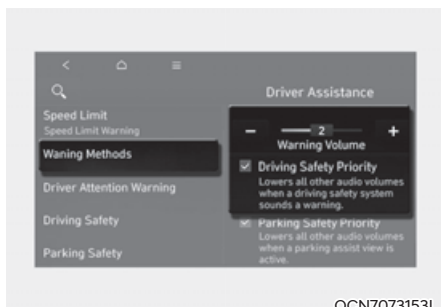 Driver Assistance
Speed Limit
Speed Limit Warning
Waning Methods
Driver Attention Warning
Driving Safety
Parking Safety
− 2 +
Warning Volume
Driving Safety Priority
Lowers all other audio volumes
when a driving safety system
sounds a warning.
Parking Safety Priority
Lowers all other audio volumes
when a parking assist view is
active.